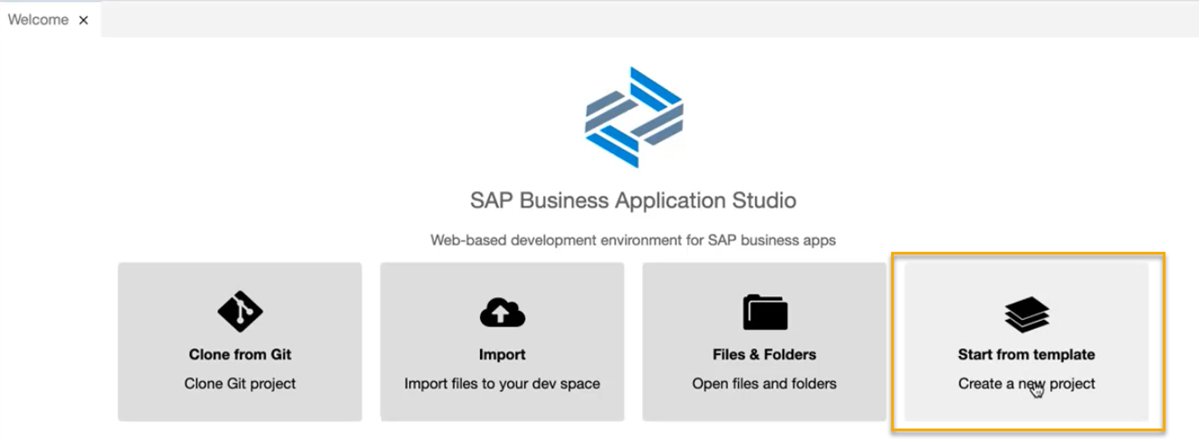 Welcome
SAP Business Application Studio
Web-based development environment for SAP business apps
Clone from Git
Clone Git project
Import
Import files to your dev space
Files & Folders
Open files and folders
Start from template
Create a new project